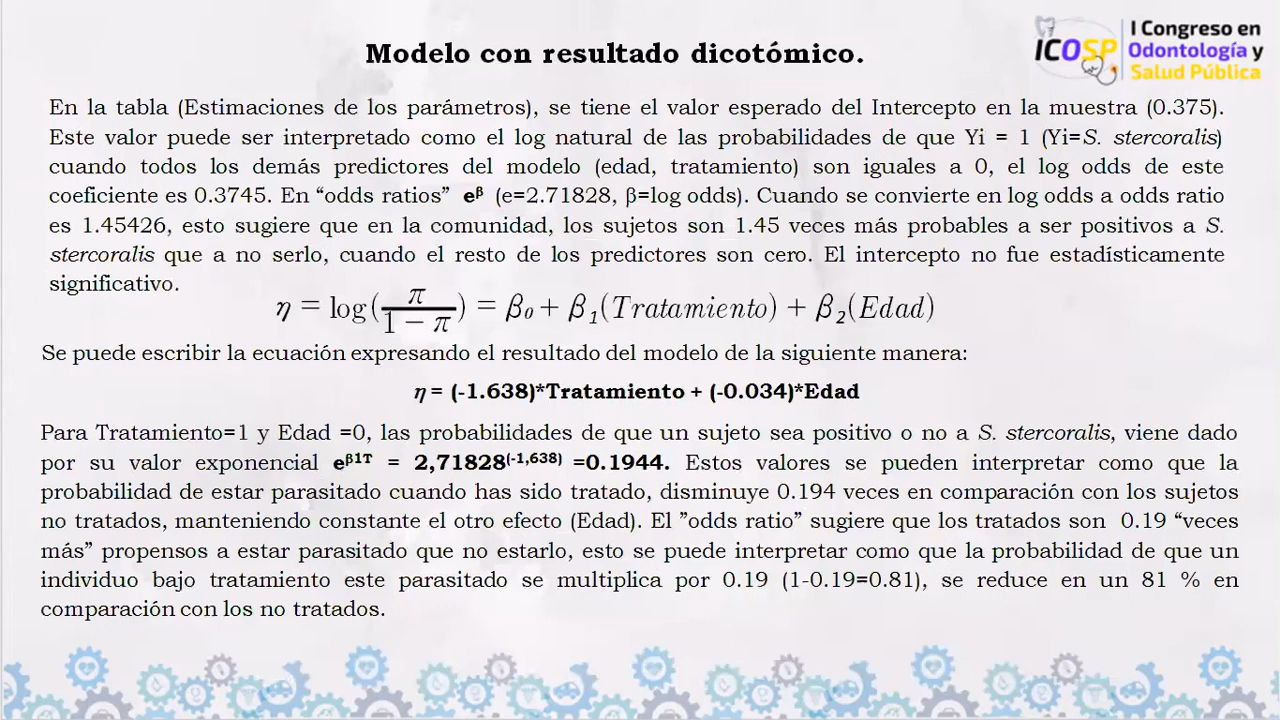 Modelo con resultado dicotómico.
ICOSP
I Congreso en
Odontología y
Salud Pública
En la tabla (Estimaciones de los parámetros), se tiene el valor esperado del Intercepto en la muestra (0.375).
Este valor puede ser interpretado como el log natural de las probabilidades de que Yi = 1 (Yi=S. stercoralis)
cuando todos los demás predictores del modelo (edad, tratamiento) son iguales a 0, el log odds de este
coeficiente es 0.3745. En “odds ratios” eᵝ (e=2.71828, β=log odds). Cuando se convierte en log odds a odds ratio
es 1.45426, esto sugiere que en la comunidad, los sujetos son 1.45 veces más probables a ser positivos a S.
stercoralis que a no serlo, cuando el resto de los predictores son cero. El intercepto no fue estadísticamente
significativo.
η = log(π / 1 − π) = β₀ + β₁(Tratamiento) + β₂(Edad)
Se puede escribir la ecuación expresando el resultado del modelo de la siguiente manera:
η = (-1.638)*Tratamiento + (-0.034)*Edad
Para Tratamiento=1 y Edad =0, las probabilidades de que un sujeto sea positivo o no a S. stercoralis, viene dado
por su valor exponencial e^β1T = 2,71828^(-1,638) =0.1944. Estos valores se pueden interpretar como que la
probabilidad de estar parasitado cuando has sido tratado, disminuye 0.194 veces en comparación con los sujetos
no tratados, manteniendo constante el otro efecto (Edad). El ”odds ratio” sugiere que los tratados son 0.19 “veces
más” propensos a estar parasitado que no estarlo, esto se puede interpretar como que la probabilidad de que un
individuo bajo tratamiento este parasitado se multiplica por 0.19 (1-0.19=0.81), se reduce en un 81 % en
comparación con los no tratados.